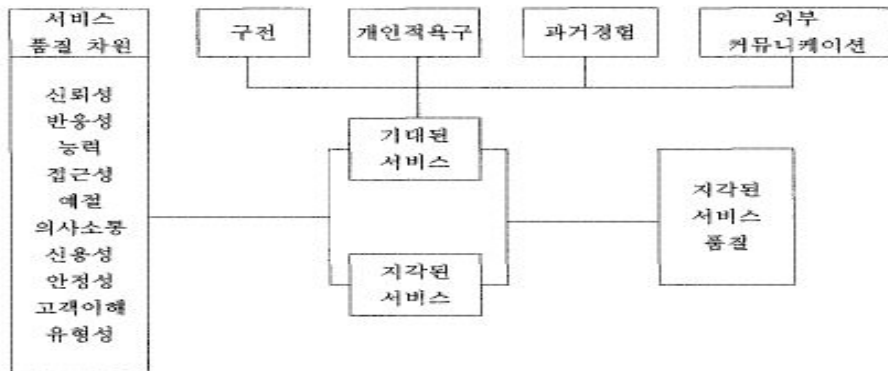 서비스
품질 차원
구전
개인적욕구
과거경험
외부
커뮤니케이션
신뢰성
반응성
능력
접근성
예절
의사소통
신용성
안정성
고객이해
유형성
기대된
서비스
지각된
서비스
지각된
서비스
품질